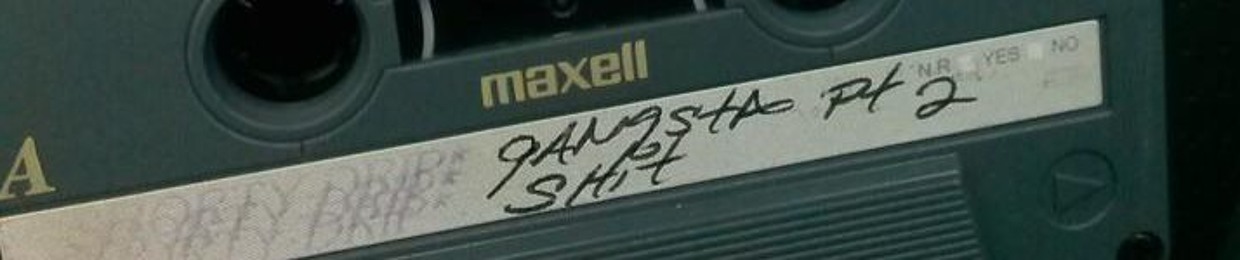 maxell
N.R YES NO
A
gANgStA Pt 2
SHit